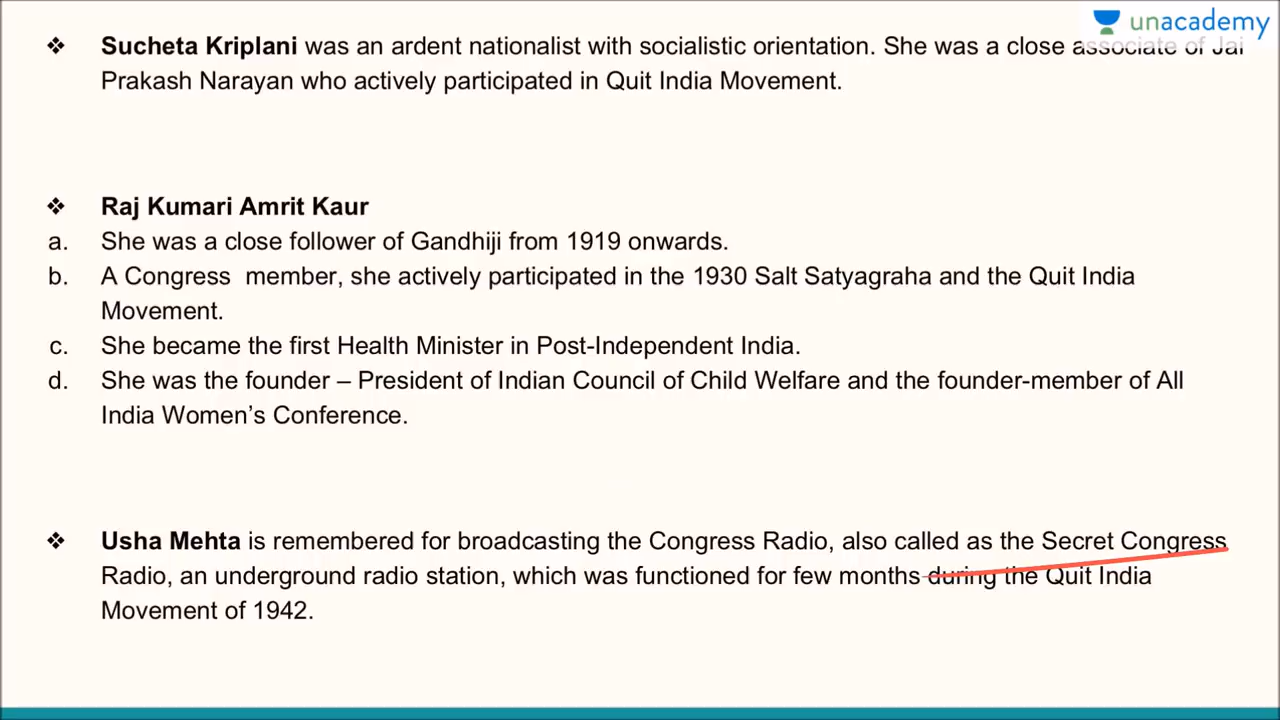 unacademy
❖ Sucheta Kriplani was an ardent nationalist with socialistic orientation. She was a close associate of Jai
Prakash Narayan who actively participated in Quit India Movement.
❖ Raj Kumari Amrit Kaur
a. She was a close follower of Gandhiji from 1919 onwards.
b. A Congress  member, she actively participated in the 1930 Salt Satyagraha and the Quit India
Movement.
c. She became the first Health Minister in Post-Independent India.
d. She was the founder – President of Indian Council of Child Welfare and the founder-member of All
India Women’s Conference.
❖ Usha Mehta is remembered for broadcasting the Congress Radio, also called as the Secret Congress
Radio, an underground radio station, which was functioned for few months during the Quit India
Movement of 1942.